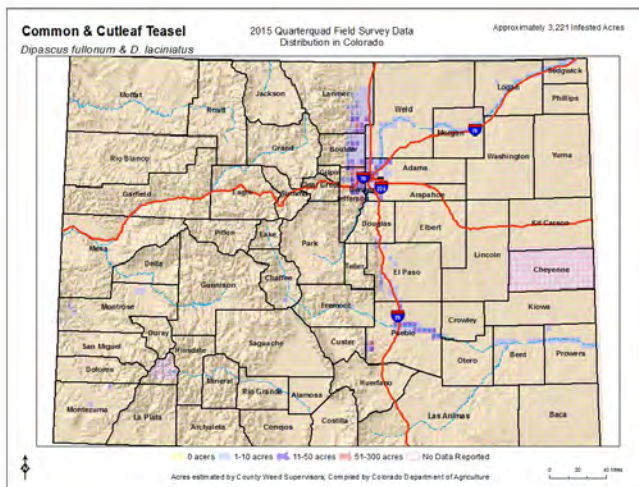 Common & Cutleaf Teasel
Dipascus fullonum & D. laciniatus
2015 Quarterquad Field Survey Data
Distribution in Colorado
Approximately 3,221 Infested Acres
Sedgwick
Logan
Phillips
Moffat
Routt
Jackson
Larimer
Weld
Morgan
Washington
Yuma
Rio Blanco
Grand
Boulder
Adams
Arapahoe
Garfield
Eagle
Summit
Jefferson
Douglas
Elbert
Kit Carson
Mesa
Pitkin
Lake
Park
Lincoln
Delta
Teller
El Paso
Cheyenne
Gunnison
Chaffee
Fremont
Kiowa
Montrose
Ouray
Crowley
Pueblo
San Miguel
Hinsdale
Saguache
Custer
Otero
Bent
Prowers
Dolores
Mineral
Rio Grande
Alamosa
Huerfano
Montezuma
La Plata
Archuleta
Conejos
Costilla
Las Animas
Baca
0 acres 1-10 acres 11-50 acres 51-300 acres No Data Reported
Acres estimated by County Weed Supervisors; Compiled by Colorado Department of Agriculture